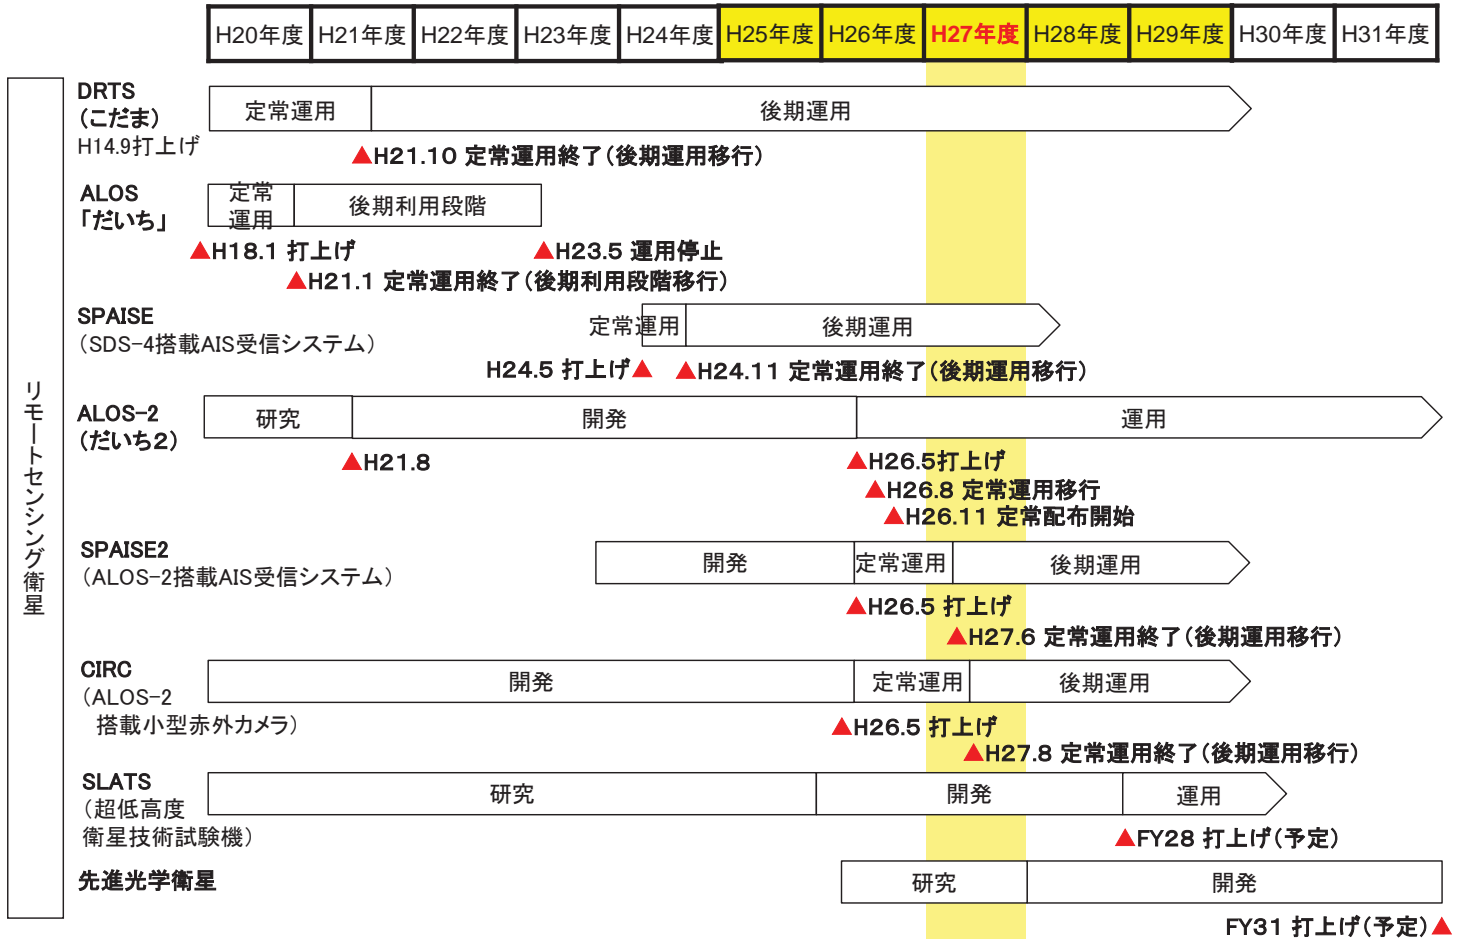 H20年度 H21年度 H22年度 H23年度 H24年度 H25年度 H26年度 H27年度 H28年度 H29年度 H30年度 H31年度
リモートセンシング衛星
DRTS
（こだま）
H14.9打上げ
定常運用 後期運用
▲H21.10 定常運用終了（後期運用移行）
ALOS
「だいち」
定常
運用
後期利用段階
▲H18.1 打上げ
▲H23.5 運用停止
▲H21.1 定常運用終了（後期利用段階移行）
SPAISE
（SDS-4搭載AIS受信システム）
定常運用 後期運用
H24.5 打上げ▲
▲H24.11 定常運用終了（後期運用移行）
ALOS-2
（だいち２）
研究 開発 運用
▲H21.8
▲H26.5打上げ
▲H26.8 定常運用移行
▲H26.11 定常配布開始
SPAISE2
（ALOS-2搭載AIS受信システム）
開発 定常運用 後期運用
▲H26.5 打上げ
▲H27.6 定常運用終了（後期運用移行）
CIRC
（ALOS-2
搭載小型赤外カメラ）
開発 定常運用 後期運用
▲H26.5 打上げ
▲H27.8 定常運用終了（後期運用移行）
SLATS
（超低高度
衛星技術試験機）
研究 開発 運用
▲FY28 打上げ（予定）
先進光学衛星
研究 開発
FY31 打上げ（予定）▲